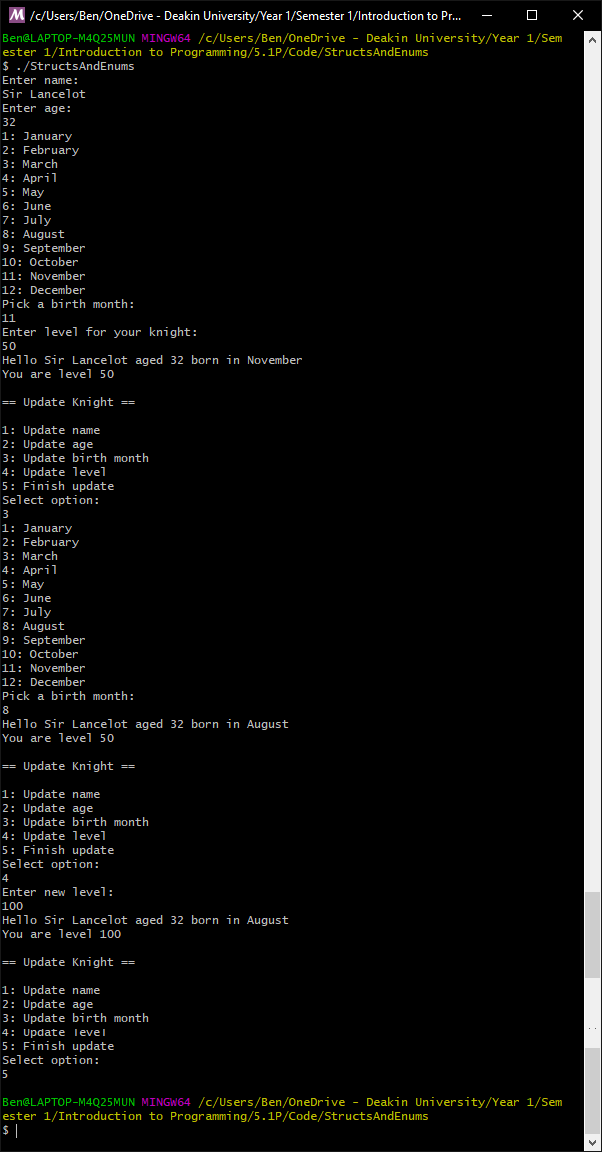 M /c/Users/Ben/OneDrive - Deakin University/Year 1/Semester 1/Introduction to Pr...
Ben@LAPTOP-M4Q25MUN MINGW64 /c/Users/Ben/OneDrive - Deakin University/Year 1/Sem
ester 1/Introduction to Programming/5.1P/Code/StructsAndEnums
$ ./StructsAndEnums
Enter name:
Sir Lancelot
Enter age:
32
1: January
2: February
3: March
4: April
5: May
6: June
7: July
8: August
9: September
10: October
11: November
12: December
Pick a birth month:
11
Enter level for your knight:
50
Hello Sir Lancelot aged 32 born in November
You are level 50
== Update Knight ==
1: Update name
2: Update age
3: Update birth month
4: Update level
5: Finish update
Select option:
3
1: January
2: February
3: March
4: April
5: May
6: June
7: July
8: August
9: September
10: October
11: November
12: December
Pick a birth month:
8
Hello Sir Lancelot aged 32 born in August
You are level 50
== Update Knight ==
1: Update name
2: Update age
3: Update birth month
4: Update level
5: Finish update
Select option:
4
Enter new level:
100
Hello Sir Lancelot aged 32 born in August
You are level 100
== Update Knight ==
1: Update name
2: Update age
3: Update birth month
4: Update level
5: Finish update
Select option:
5
Ben@LAPTOP-M4Q25MUN MINGW64 /c/Users/Ben/OneDrive - Deakin University/Year 1/Sem
ester 1/Introduction to Programming/5.1P/Code/StructsAndEnums
$